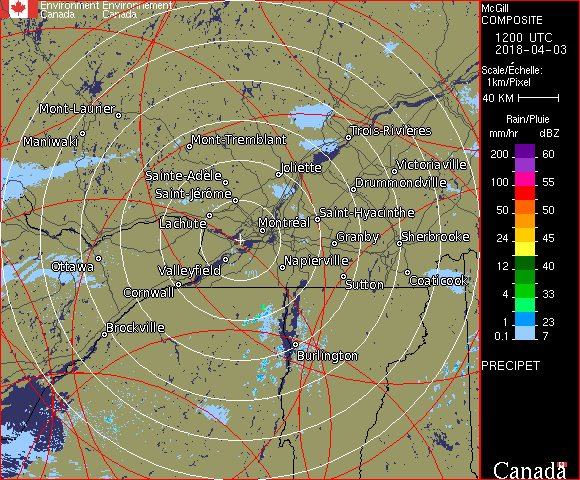 Environment Environnement
Canada Canada
McGill
COMPOSITE
1200 UTC
2018-04-03
Scale/Échelle:
1km/Pixel
40 KM
Rain/Pluie
mm/hr dBZ
200 60
100 55
50 50
24 45
12 40
4 33
1 23
0.1 7
PRECIPET
Canada
Mont-Laurier
Maniwaki
Mont-Tremblant
Trois-Rivières
Sainte-Adèle
Joliette
Victoriaville
Saint-Jérôme
Drummondville
Lachute
Montréal
Saint-Hyacinthe
Granby
Sherbrooke
Ottawa
Valleyfield
Napierville
Cornwall
Sutton
Coaticook
Brockville
Burlington